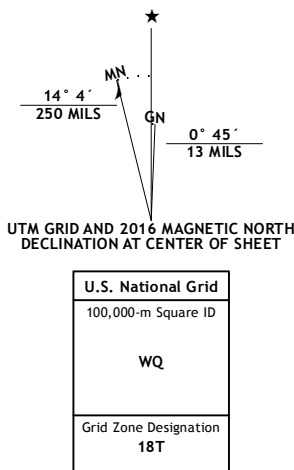 ★
MN
14° 4´
250 MILS
GN
0° 45´
13 MILS
UTM GRID AND 2016 MAGNETIC NORTH
DECLINATION AT CENTER OF SHEET
U.S. National Grid
100,000-m Square ID
WQ
Grid Zone Designation
18T